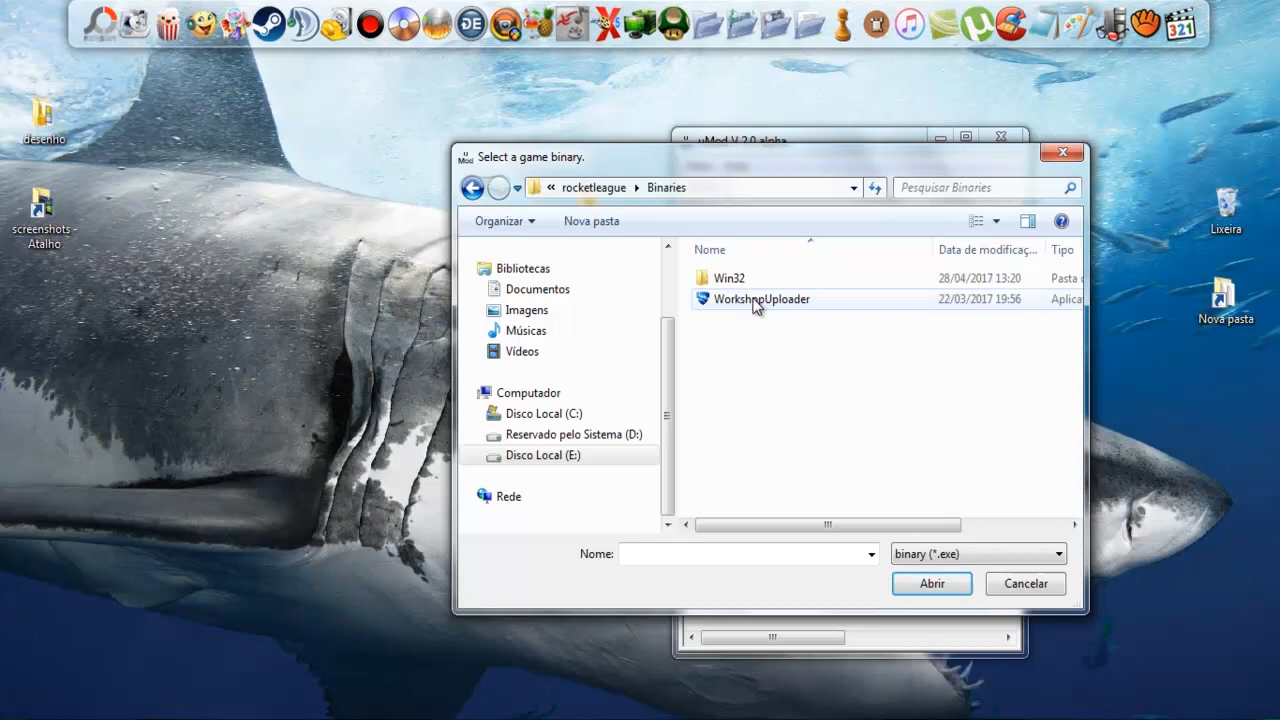 desenho
screenshots -
Atalho
Lixeira
Nova pasta
uMod V 2.0 alpha
Select a game binary.
« rocketleague Binaries
Pesquisar Binaries
Organizar
Nova pasta
Nome
Data de modificaç...
Tipo
Bibliotecas
Documentos
Imagens
Músicas
Vídeos
Computador
Disco Local (C:)
Reservado pelo Sistema (D:)
Disco Local (E:)
Rede
Win32
28/04/2017 13:20
Pasta
WorkshopUploader
22/03/2017 19:56
Aplica
Nome:
binary (*.exe)
Abrir
Cancelar